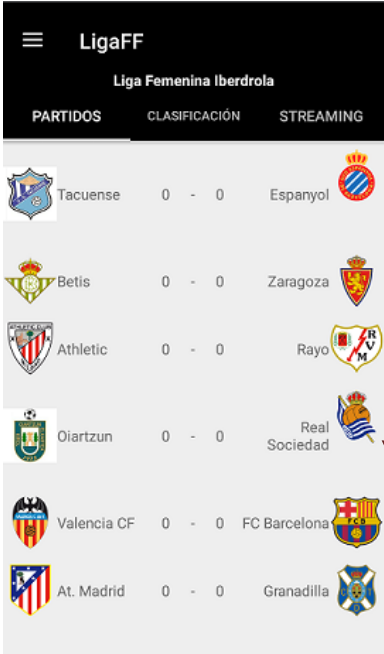 LigaFF
Liga Femenina Iberdrola
PARTIDOS CLASIFICACIÓN STREAMING
Tacuense 0 - 0 Espanyol
Betis 0 - 0 Zaragoza
Athletic 0 - 0 Rayo
Oiartzun 0 - 0 Real
Sociedad
Valencia CF 0 - 0 FC Barcelona
At. Madrid 0 - 0 Granadilla